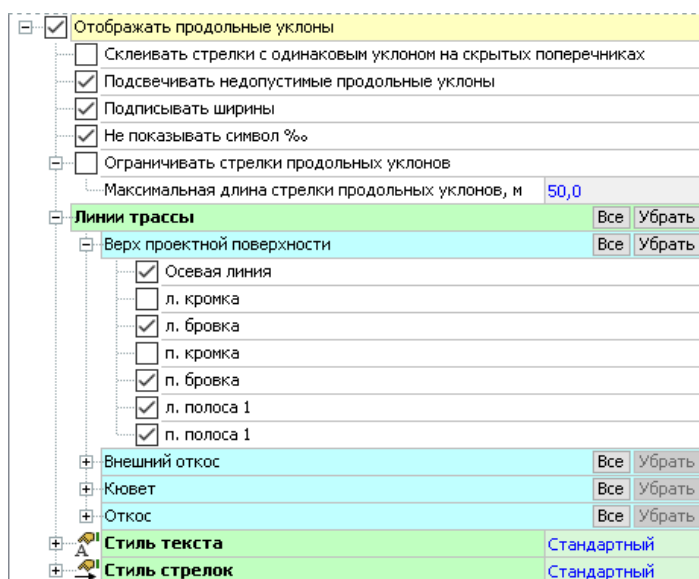 Отображать продольные уклоны
Склеивать стрелки с одинаковым уклоном на скрытых поперечниках
Подсвечивать недопустимые продольные уклоны
Подписывать ширины
Не показывать символ ‰
Ограничивать стрелки продольных уклонов
Максимальная длина стрелки продольных уклонов, м 50,0
Линии трассы Все Убрать
Верх проектной поверхности Все Убрать
Осевая линия
л. кромка
л. бровка
п. кромка
п. бровка
л. полоса 1
п. полоса 1
Внешний откос Все Убрать
Кювет Все Убрать
Откос Все Убрать
A Стиль текста Стандартный
Стиль стрелок Стандартный